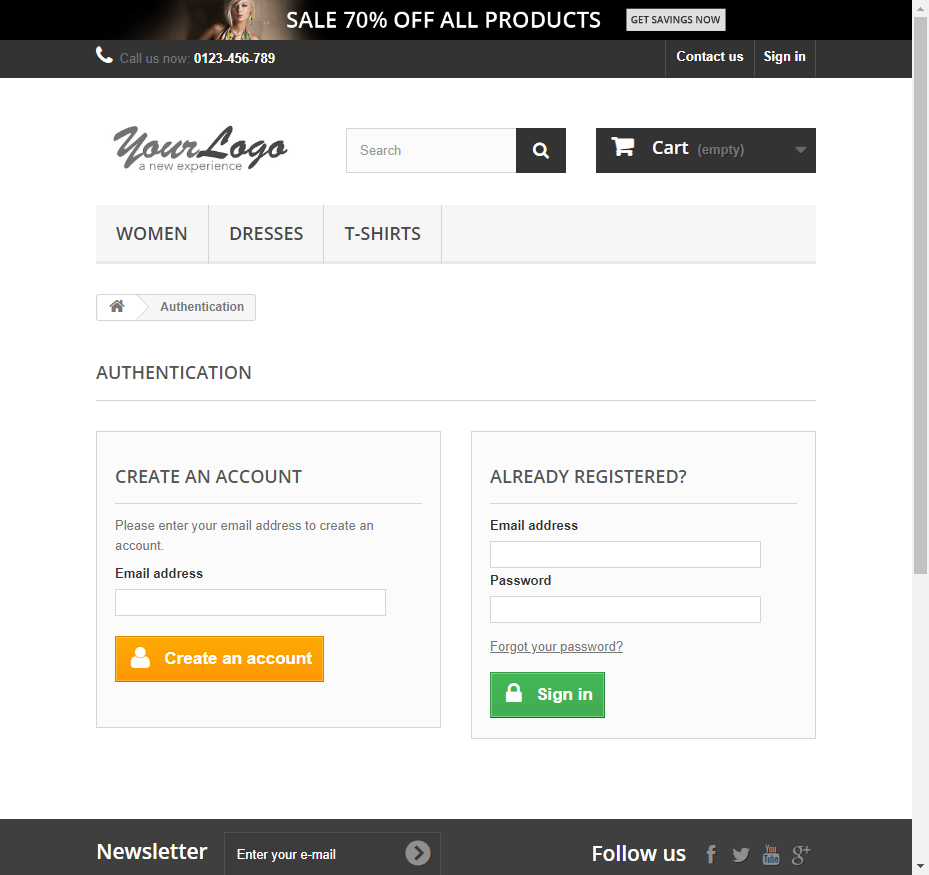 SALE 70% OFF ALL PRODUCTS GET SAVINGS NOW
Call us now: 0123-456-789 Contact us Sign in
YourLogo
a new experience
Search
Cart (empty)
WOMEN DRESSES T-SHIRTS
Authentication
AUTHENTICATION
CREATE AN ACCOUNT
Please enter your email address to create an
account.
Email address
Create an account
ALREADY REGISTERED?
Email address
Password
Forgot your password?
Sign in
Newsletter Enter your e-mail Follow us You Tube g+